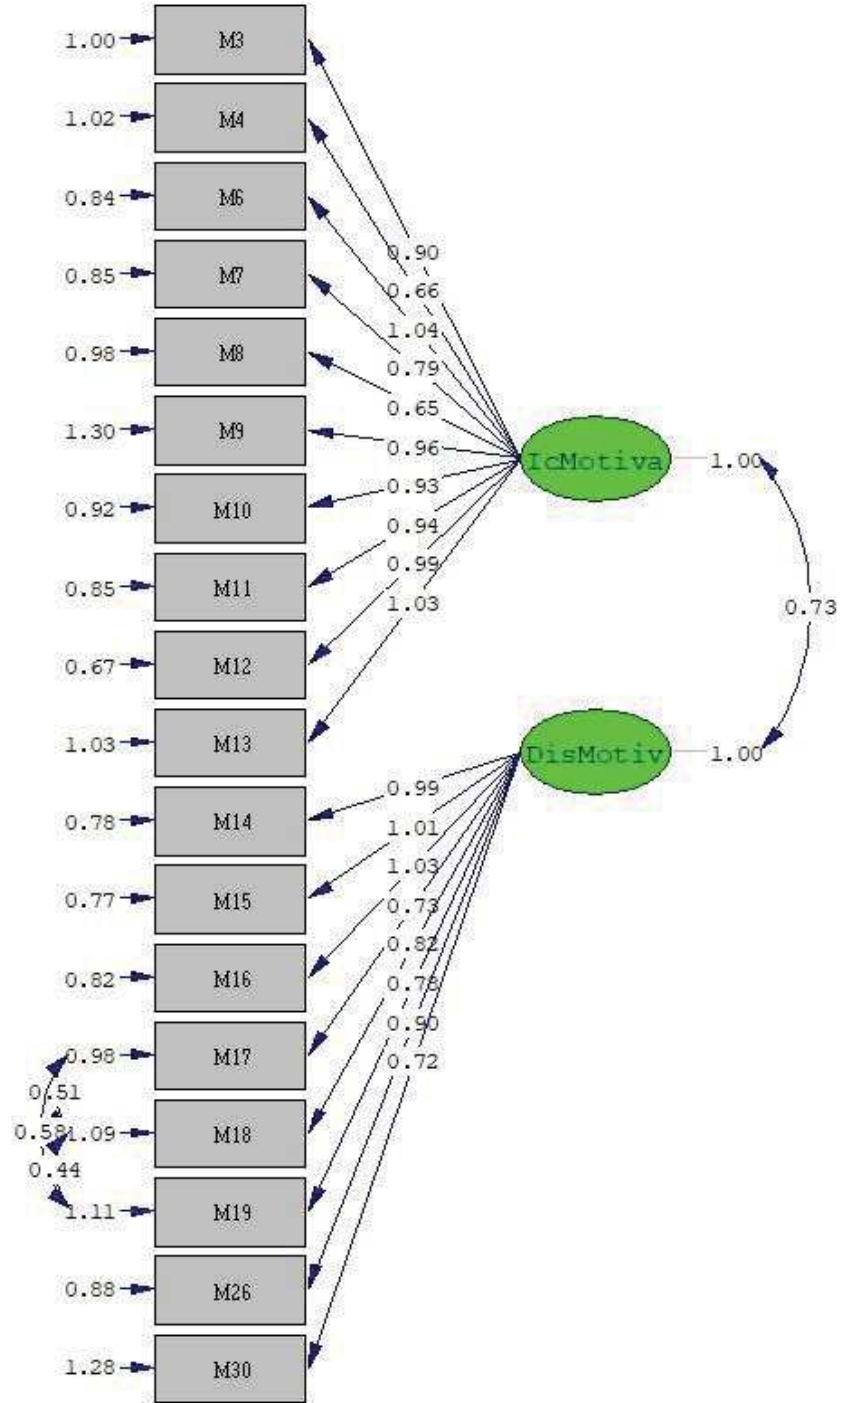 1.00 M3
1.02 M4
0.84 M6
0.90
0.85 M7
0.66
1.04
0.98 M8
0.79
0.65
1.30 M9
0.96
IcMotiva 1.00
0.93
0.92 M10
0.94
0.99
0.85 M11
1.03
0.73
0.67 M12
1.03 M13
DisMotiv 1.00
0.99
0.78 M14
1.01
1.03
0.77 M15
0.73
0.82
0.82 M16
0.78
0.90
0.98 M17
0.72
0.51
0.58 1.09 M18
0.44
1.11 M19
0.88 M26
1.28 M30